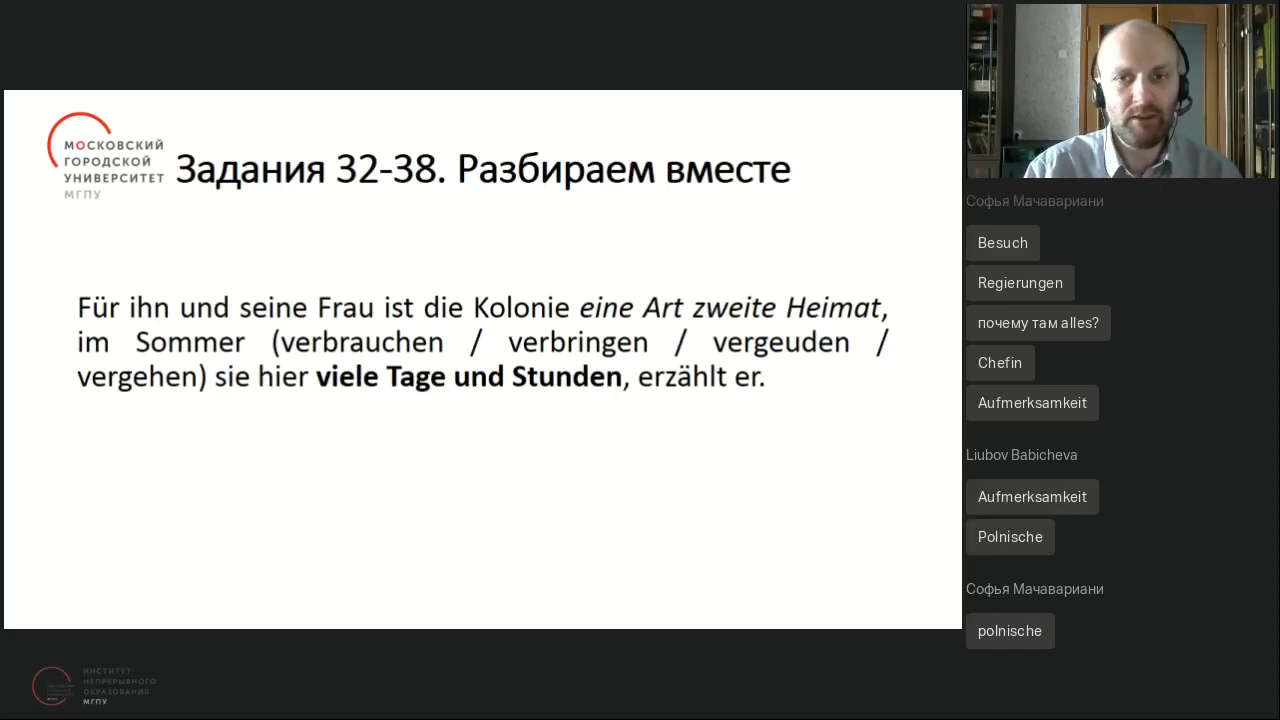 МОСКОВСКИЙ
ГОРОДСКОЙ
УНИВЕРСИТЕТ
МГПУ
Задания 32-38. Разбираем вместе
Für ihn und seine Frau ist die Kolonie eine Art zweite Heimat,
im Sommer (verbrauchen / verbringen / vergeuden /
vergehen) sie hier viele Tage und Stunden, erzählt er.
Софья Мачавариани
Besuch
Regierungen
почему там alles?
Chefin
Aufmerksamkeit
Liubov Babicheva
Aufmerksamkeit
Polnische
Софья Мачавариани
polnische
ИНСТИТУТ
НЕПРЕРЫВНОГО
ОБРАЗОВАНИЯ
МГПУ